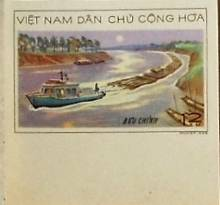 VIỆT NAM DÂN CHỦ CỘNG HÒA
BƯU CHÍNH
12